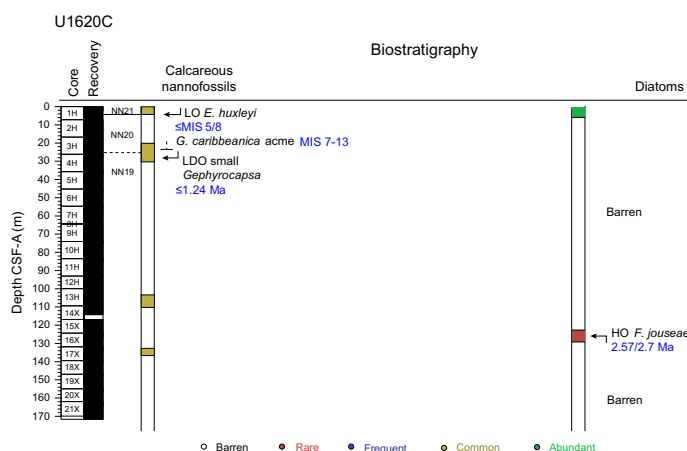 U1620C
Biostratigraphy
Core
Recovery
Calcareous
nannofossils
Diatoms
Depth CSF-A (m)
0
10
20
30
40
50
60
70
80
90
100
110
120
130
140
150
160
170
1H
2H
3H
4H
5H
6H
7H
8H
9H
10H
11H
12H
13H
14X
15X
16X
17X
18X
19X
20X
21X
NN21
NN20
NN19
LO E. huxleyi
≤MIS 5/8
G. caribbeanica acme MIS 7-13
LDO small
Gephyrocapsa
≤1.24 Ma
Barren
HO F. jouseae
2.57/2.7 Ma
Barren
Barren Rare Frequent Common Abundant